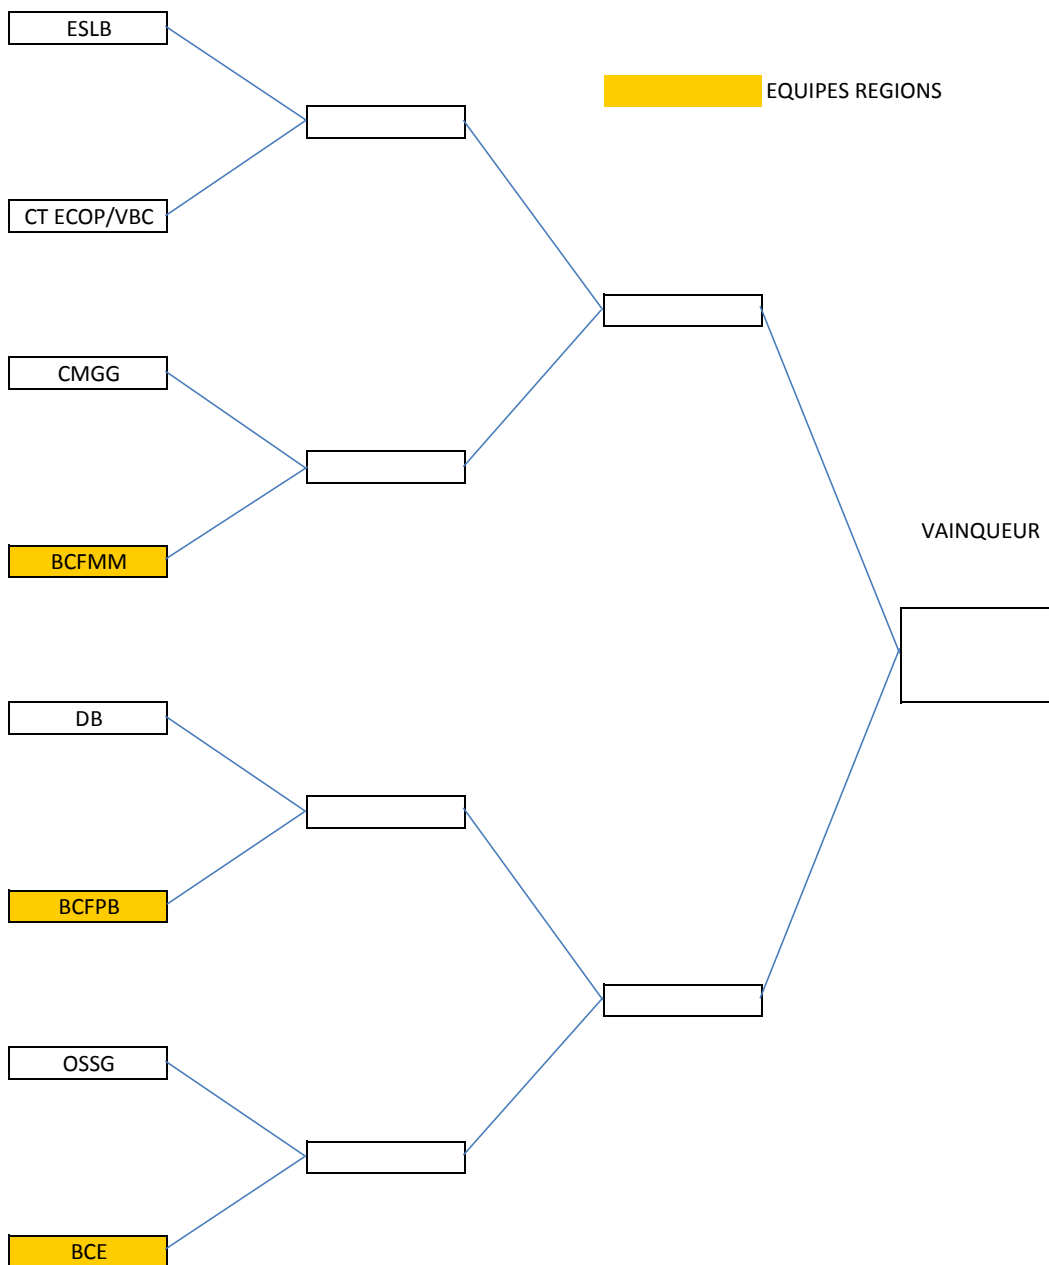 ESLB
EQUIPES REGIONS
CT ECOP/VBC
CMGG
VAINQUEUR
BCFMM
DB
BCFPB
OSSG
BCE